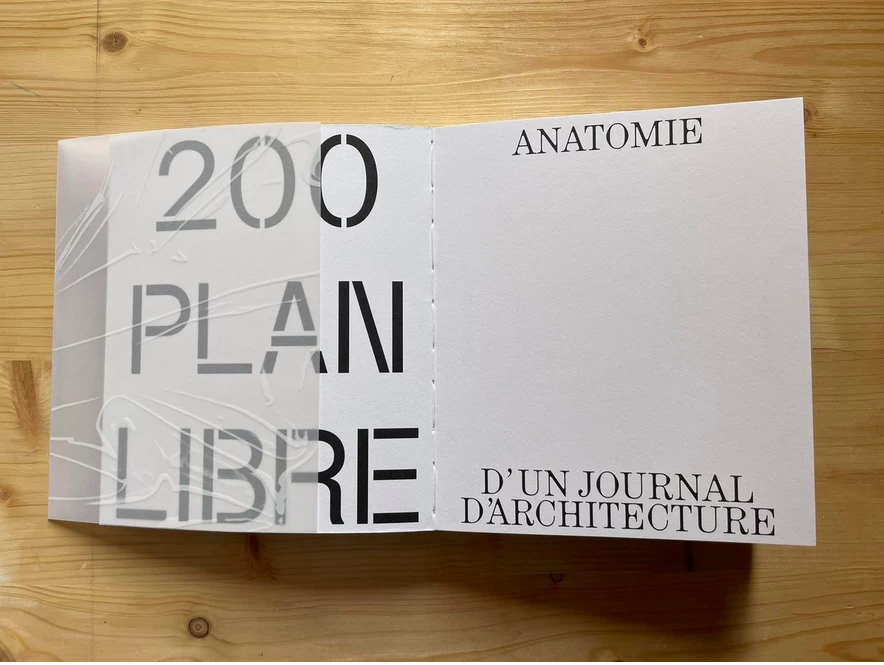 200
PLAN
LIBRE
ANATOMIE
D'UN JOURNAL
D'ARCHITECTURE